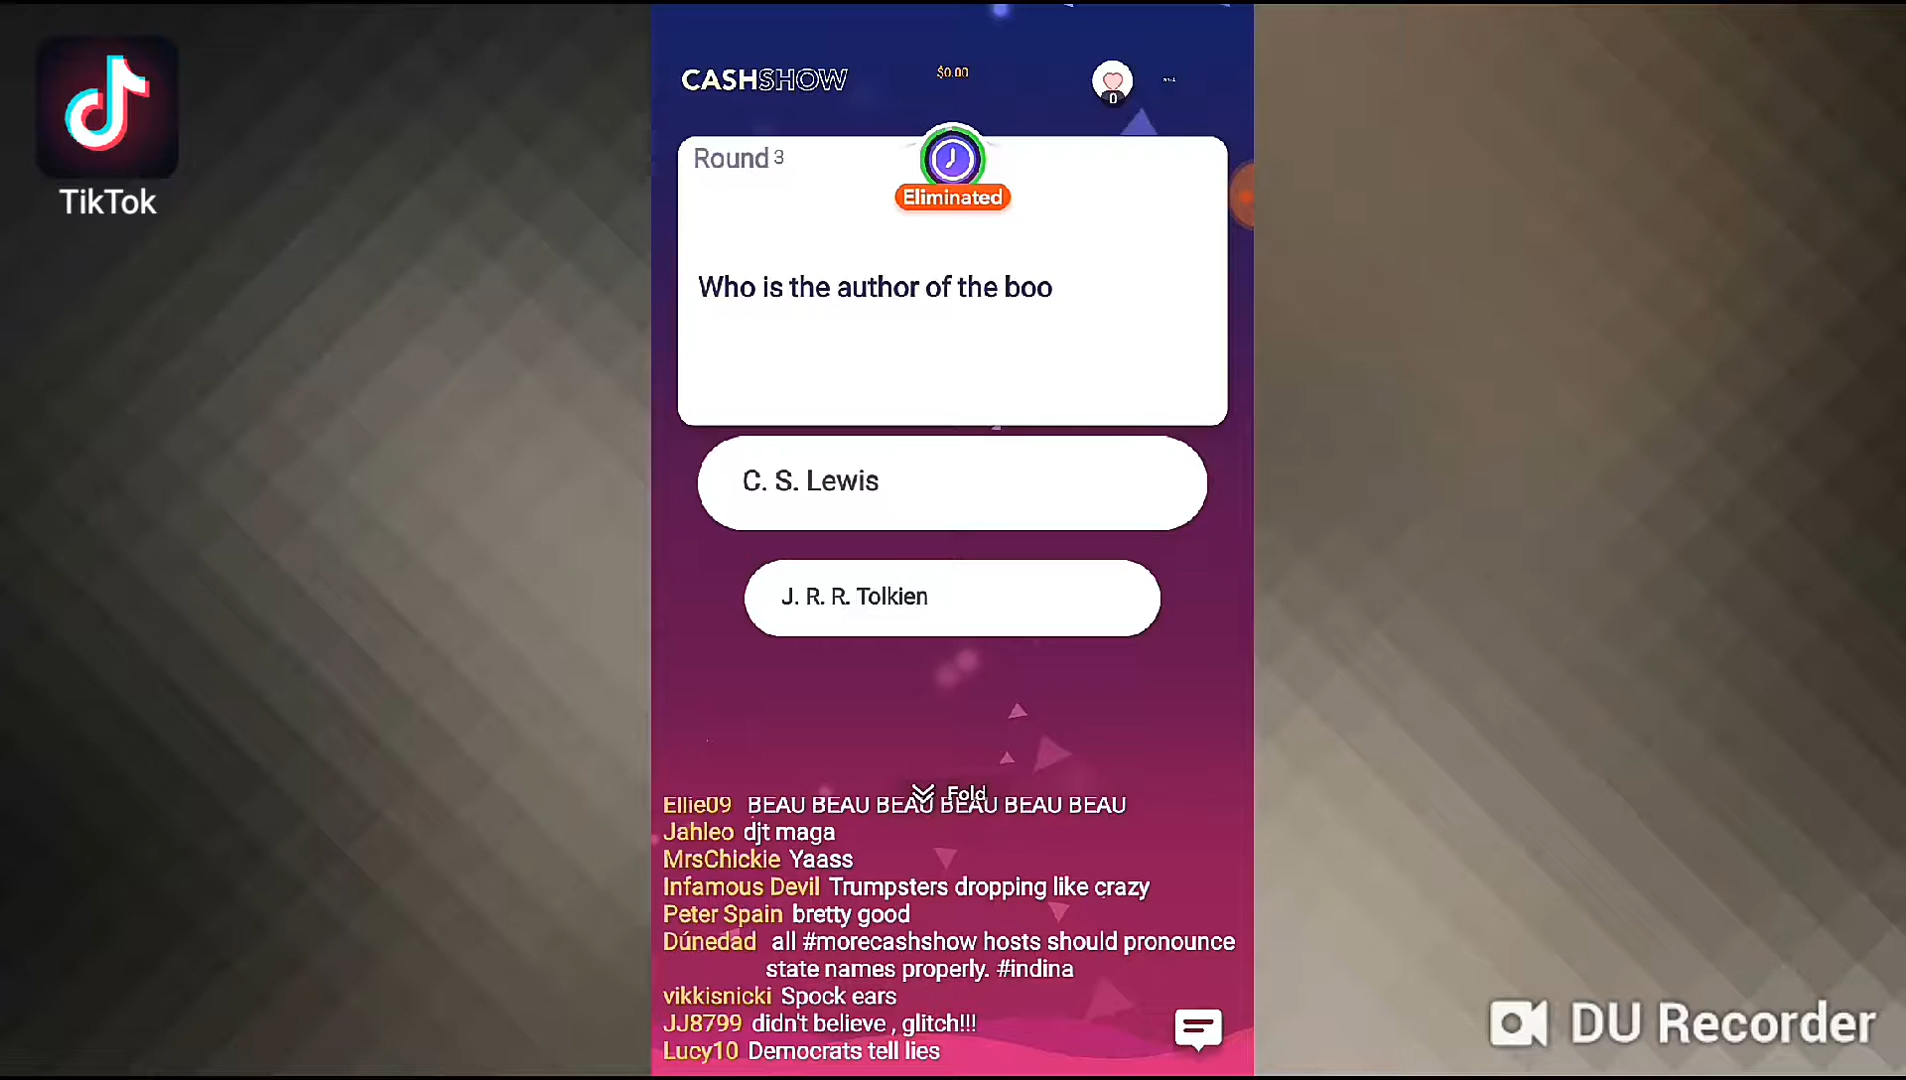 TikTok
CASHSHOW
$0.00
0
Round 3
Eliminated
Who is the author of the boo
C. S. Lewis
J. R. R. Tolkien
Fold
Ellie09 BEAU BEAU BEAU BEAU BEAU BEAU
Jahleo djt maga
MrsChickie Yaass
Infamous Devil Trumpsters dropping like crazy
Peter Spain bretty good
Dúnedad all #morecashshow hosts should pronounce
state names properly. #indina
vikkisnicki Spock ears
JJ8799 didn't believe , glitch!!!
Lucy10 Democrats tell lies
DU Recorder